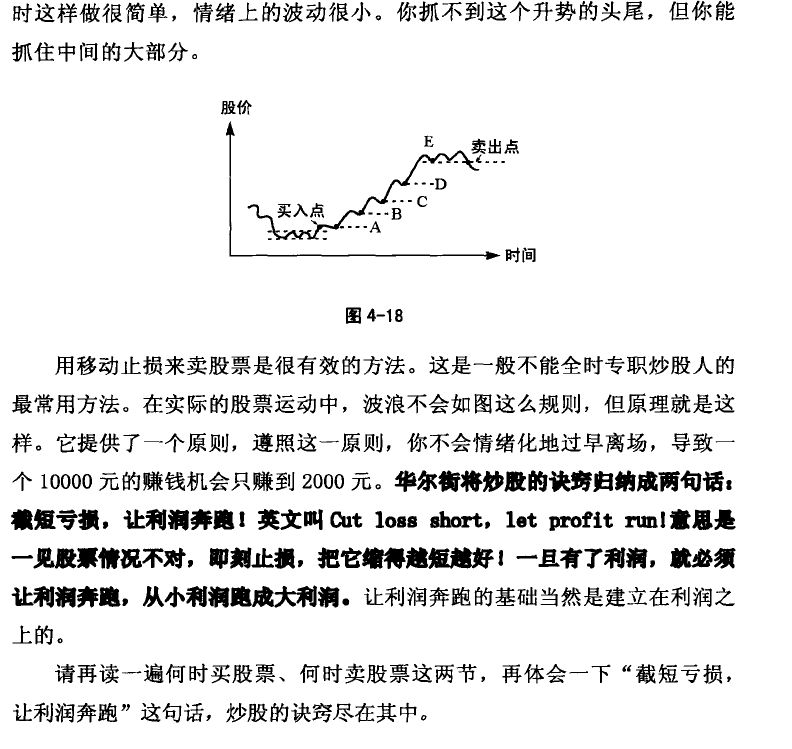 时这样做很简单，情绪上的波动很小。你抓不到这个升势的头尾，但你能
抓住中间的大部分。
股价
E
卖出点
D
C
买入点
B
A
时间
图 4-18
用移动止损来卖股票是很有效的方法。这是一般不能全时专职炒股人的
最常用方法。在实际的股票运动中，波浪不会如图这么规则，但原理就是这
样。它提供了一个原则，遵照这一原则，你不会情绪化地过早离场，导致一
个 10000 元的赚钱机会只赚到 2000 元。华尔街将炒股的诀窍归纳成两句话：
截短亏损，让利润奔跑！英文叫 Cut loss short，let profit run!意思是
一见股票情况不对，即刻止损，把它缩得越短越好！一旦有了利润，就必须
让利润奔跑，从小利润跑成大利润。让利润奔跑的基础当然是建立在利润之
上的。
请再读一遍何时买股票、何时卖股票这两节，再体会一下“截短亏损，
让利润奔跑”这句话，炒股的诀窍尽在其中。